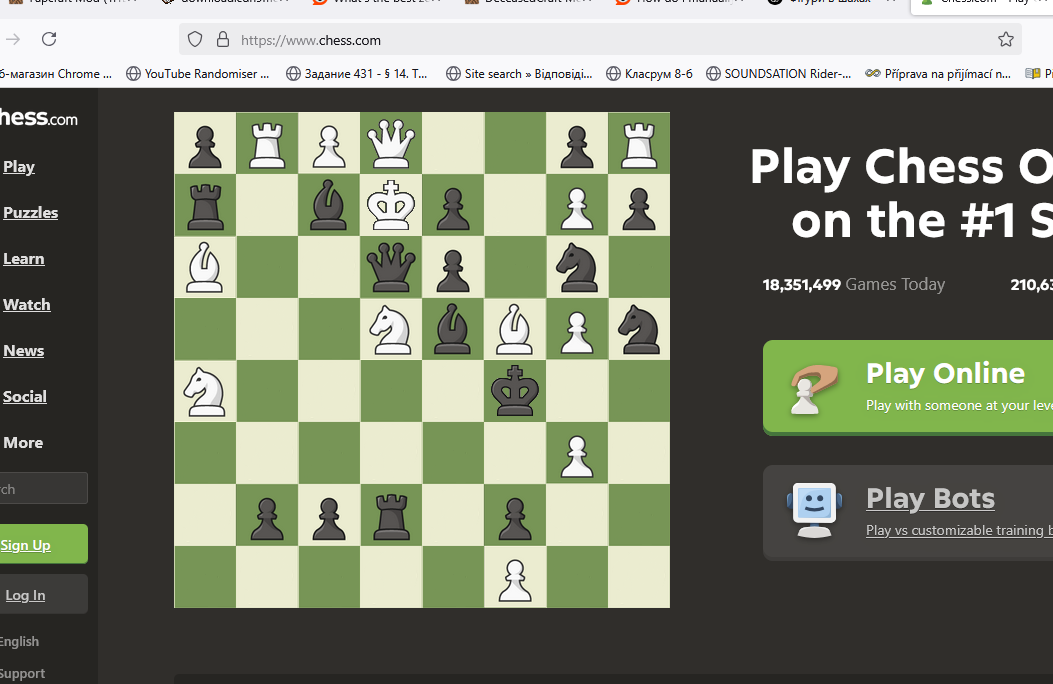 https://www.chess.com
б-магазин Chrome ...
YouTube Randomiser ...
Задание 431 - § 14. Т...
Site search » Відповіді...
Класрум 8-б
SOUNDSATION Rider-...
Příprava na přijímací n...
hess.com
Play
Puzzles
Learn
Watch
News
Social
More
rch
Sign Up
Log In
English
Support
Play Chess O
on the #1 S
18,351,499 Games Today
210,63
Play Online
Play with someone at your leve
Play Bots
Play vs customizable training b